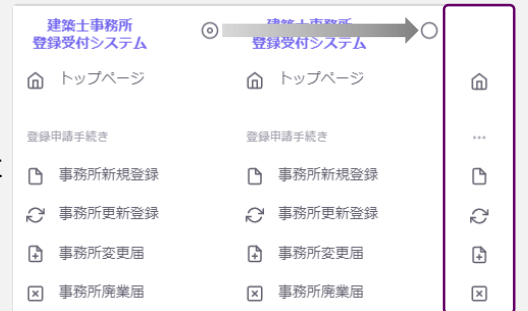 建築士事務所
登録受付システム
トップページ
登録申請手続き
事務所新規登録
事務所更新登録
事務所変更届
事務所廃業届
建築士事務所
登録受付システム
トップページ
登録申請手続き
事務所新規登録
事務所更新登録
事務所変更届
事務所廃業届
...